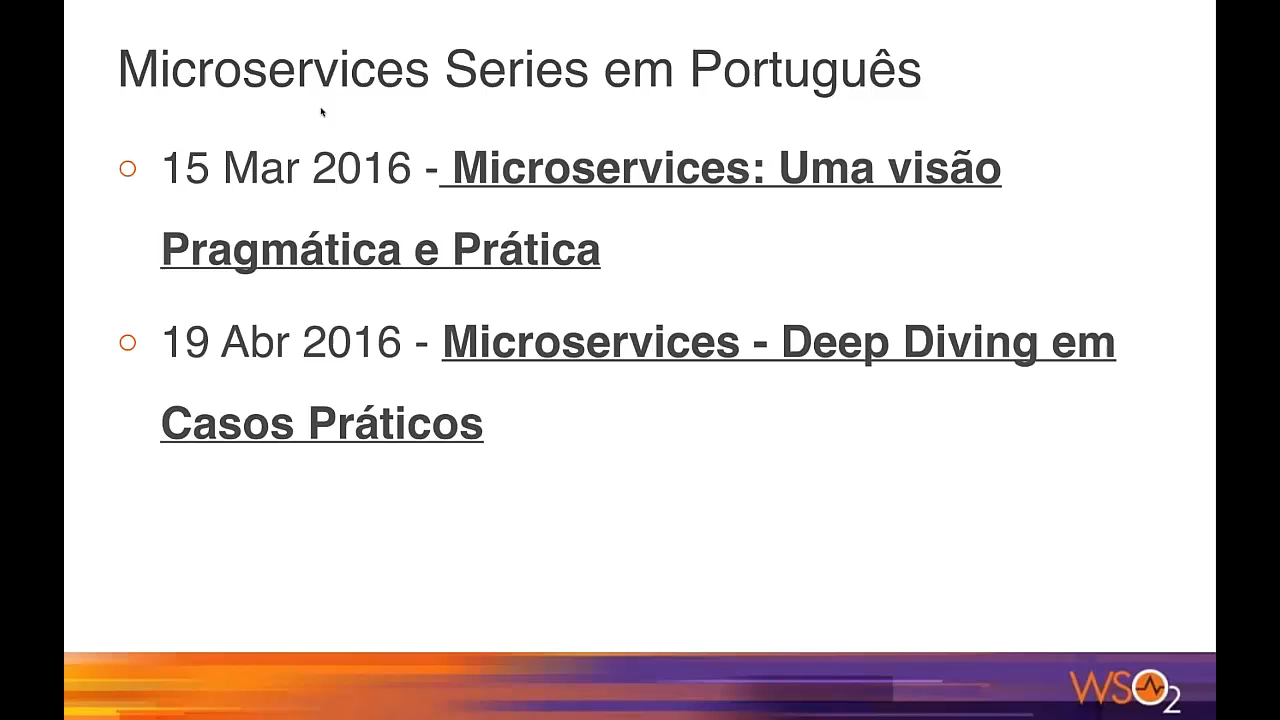 Microservices Series em Português
15 Mar 2016 - Microservices: Uma visão
Pragmática e Prática
19 Abr 2016 - Microservices - Deep Diving em
Casos Práticos
WSO2